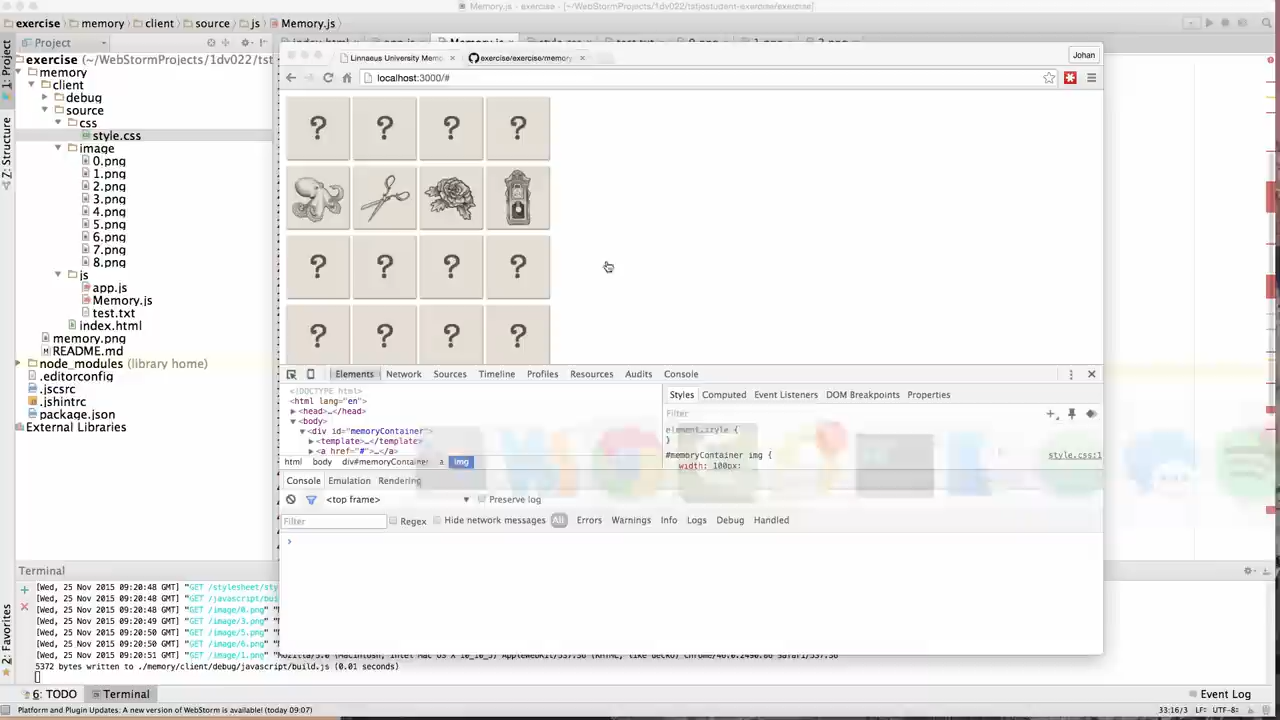 Memory.js - exercise - [~/WebStormProjects/1dv022/tstjostudent-exercise/exercise]
exercise memory client source js Memory.js
Project
1: Project
Z: Structure
2: Favorites
exercise (~/WebStormProjects/1dv022/tst
memory
client
debug
source
css
style.css
image
0.png
1.png
2.png
3.png
4.png
5.png
6.png
7.png
8.png
js
app.js
Memory.js
test.txt
index.html
memory.png
README.md
node_modules (library home)
.editorconfig
.jscsrc
.jshintrc
package.json
External Libraries
Linnaeus University Memo
exercise/exercise/memory
Johan
localhost:3000/#
? ? ? ?
? ? ? ?
? ? ? ?
Elements Network Sources Timeline Profiles Resources Audits Console
<!DOCTYPE html>
<html lang="en">
<head>…</head>
<body>
<div id="memoryContainer">
<template>…</template>
<a href="#">…</a>
html body div#memoryContainer a img
Styles Computed Event Listeners DOM Breakpoints Properties
Filter
element.style {
}
#memoryContainer img { style.css:1
width: 100px;
Console Emulation Rendering
<top frame> Preserve log
Filter Regex Hide network messages All Errors Warnings Info Logs Debug Handled
Terminal
[Wed, 25 Nov 2015 09:20:48 GMT] "GET /stylesheet/sty
[Wed, 25 Nov 2015 09:20:48 GMT] "GET /javascript/bui
[Wed, 25 Nov 2015 09:20:49 GMT] "GET /image/0.png" "M
[Wed, 25 Nov 2015 09:20:49 GMT] "GET /image/3.png" "M
[Wed, 25 Nov 2015 09:20:50 GMT] "GET /image/5.png" "M
[Wed, 25 Nov 2015 09:20:50 GMT] "GET /image/6.png" "M
[Wed, 25 Nov 2015 09:20:51 GMT] "GET /image/1.png"
5372 bytes written to ./memory/client/debug/javascript/build.js (0.01 seconds)
6: TODO Terminal Event Log
Platform and Plugin Updates: A new version of WebStorm is available! (today 09:07) 33:16/3 LF: UTF-8: